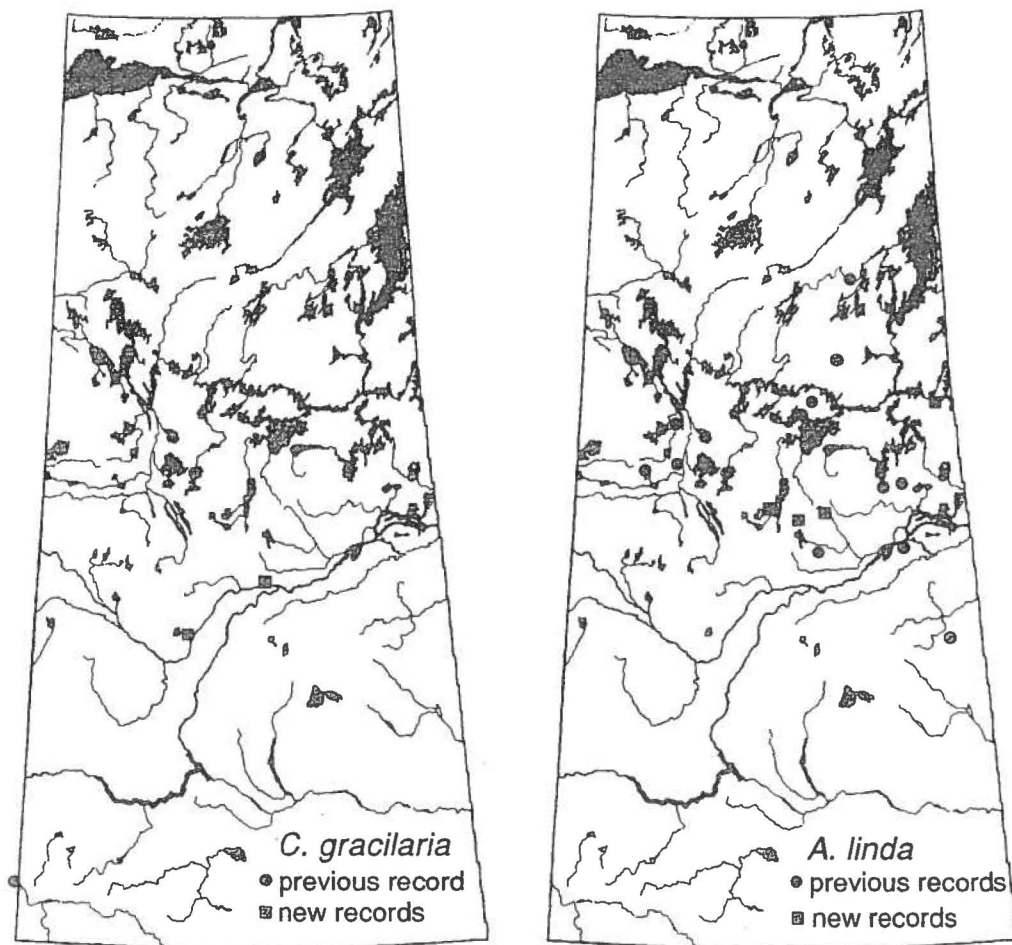 C. gracilaria
previous record
new records
A. linda
previous records
new records